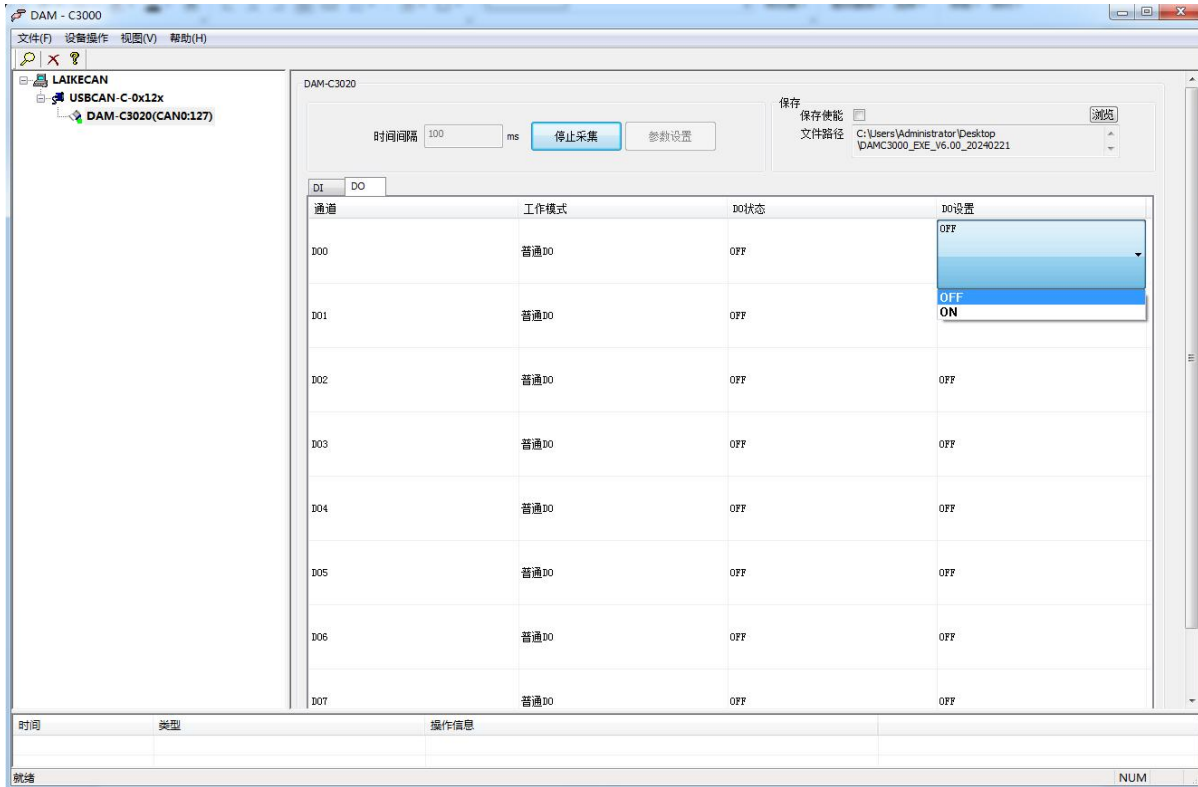 DAM - C3000
文件(F) 设备操作 视图(V) 帮助(H)
LAIKECAN
USBCAN-C-0x12x
DAM-C3020(CAN0:127)
DAM-C3020
时间间隔 100 ms 停止采集 参数设置
保存
保存使能 浏览
文件路径 C:\Users\Administrator\Desktop
\DAMC3000_EXE_V6.00_20240221
DI DO
通道 工作模式 DO状态 DO设置
DO0 普通DO OFF OFF
OFF
ON
DO1 普通DO OFF
DO2 普通DO OFF OFF
DO3 普通DO OFF OFF
DO4 普通DO OFF OFF
DO5 普通DO OFF OFF
DO6 普通DO OFF OFF
DO7 普通DO OFF OFF
时间 类型 操作信息
就绪 NUM